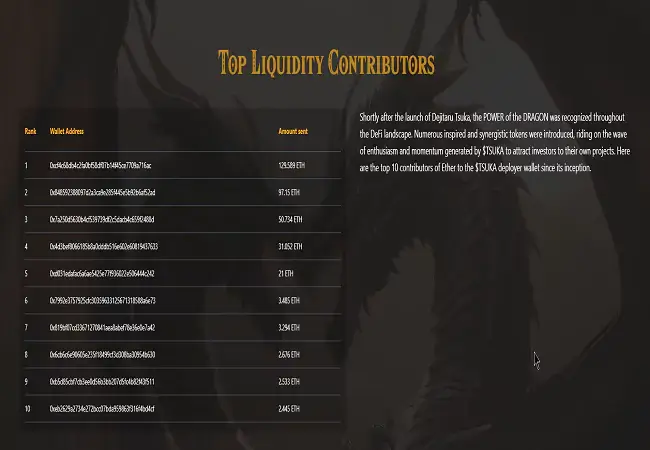 Top Liquidity Contributors
Rank Wallet Address Amount sent
1 129.589 ETH
2 97.15 ETH
3 50.734 ETH
4 31.052 ETH
5 21 ETH
6 3.485 ETH
7 3.294 ETH
8 2.676 ETH
9 2.533 ETH
10 2.445 ETH
Shortly after the launch of Dejitaru Tsuka, the POWER of the DRAGON was recognized throughout
the DeFi landscape. Numerous inspired and synergistic tokens were introduced, riding on the wave
of enthusiasm and momentum generated by $TSUKA to attract investors to their own projects. Here
are the top 10 contributors of Ether to the $TSUKA deployer wallet since its inception.